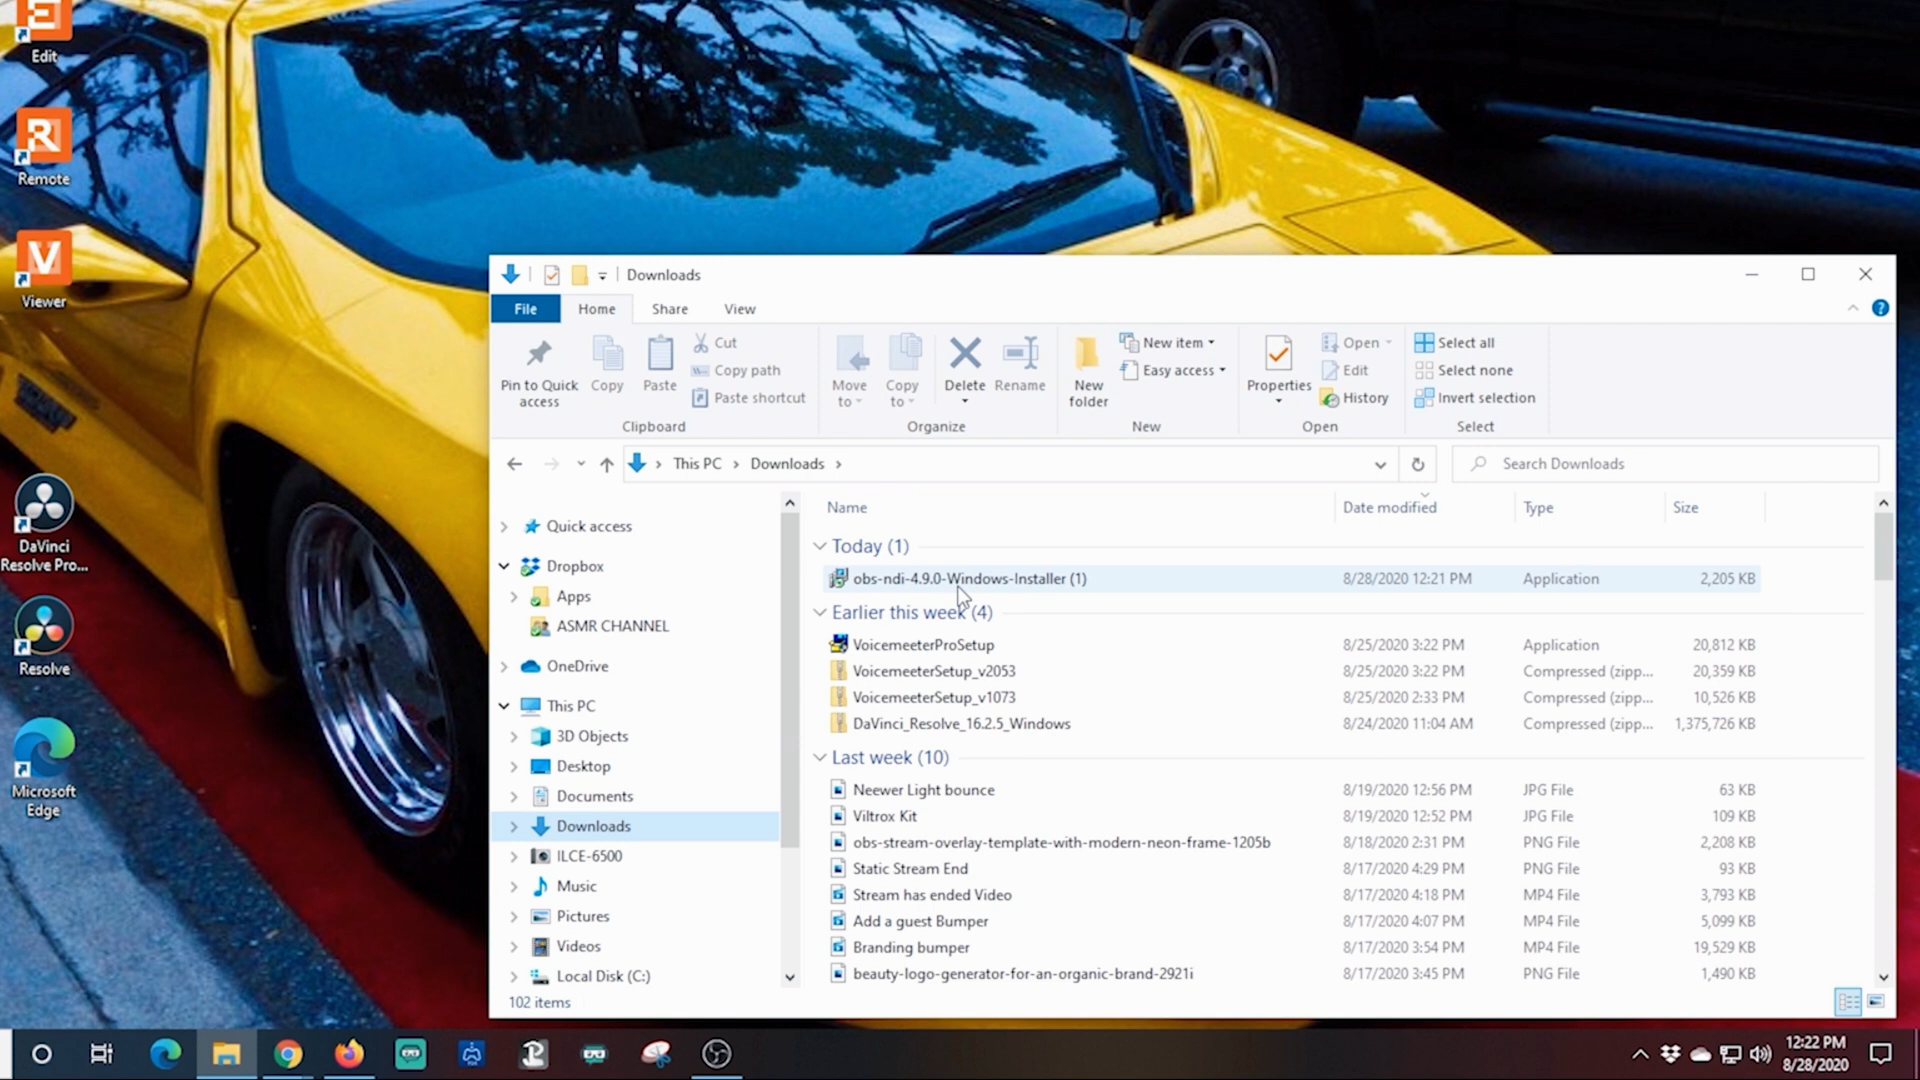 Edit
R
Remote
V
Viewer
DaVinci
Resolve Pro...
Resolve
Microsoft
Edge
Downloads
File
Home
Share
View
Pin to Quick
access
Copy
Paste
Cut
Copy path
Paste shortcut
Clipboard
Move
to
Copy
to
Delete
Rename
Organize
New
folder
New item
Easy access
New
Properties
Open
Edit
History
Open
Select all
Select none
Invert selection
Select
This PC
Downloads
Search Downloads
Quick access
Dropbox
Apps
ASMR CHANNEL
OneDrive
This PC
3D Objects
Desktop
Documents
Downloads
ILCE-6500
Music
Pictures
Videos
Local Disk (C:)
Name Date modified Type Size
Today (1)
obs-ndi-4.9.0-Windows-Installer (1) 8/28/2020 12:21 PM Application 2,205 KB
Earlier this week (4)
VoicemeeterProSetup 8/25/2020 3:22 PM Application 20,812 KB
VoicemeeterSetup_v2053 8/25/2020 3:22 PM Compressed (zipp... 20,359 KB
VoicemeeterSetup_v1073 8/25/2020 2:33 PM Compressed (zipp... 10,526 KB
DaVinci_Resolve_16.2.5_Windows 8/24/2020 11:04 AM Compressed (zipp... 1,375,726 KB
Last week (10)
Neewer Light bounce 8/19/2020 12:56 PM JPG File 63 KB
Viltrox Kit 8/19/2020 12:52 PM JPG File 109 KB
obs-stream-overlay-template-with-modern-neon-frame-1205b 8/18/2020 2:31 PM PNG File 2,208 KB
Static Stream End 8/17/2020 4:29 PM PNG File 93 KB
Stream has ended Video 8/17/2020 4:18 PM MP4 File 3,793 KB
Add a guest Bumper 8/17/2020 4:07 PM MP4 File 5,099 KB
Branding bumper 8/17/2020 3:54 PM MP4 File 19,529 KB
beauty-logo-generator-for-an-organic-brand-2921i 8/17/2020 3:45 PM PNG File 1,490 KB
102 items
12:22 PM
8/28/2020